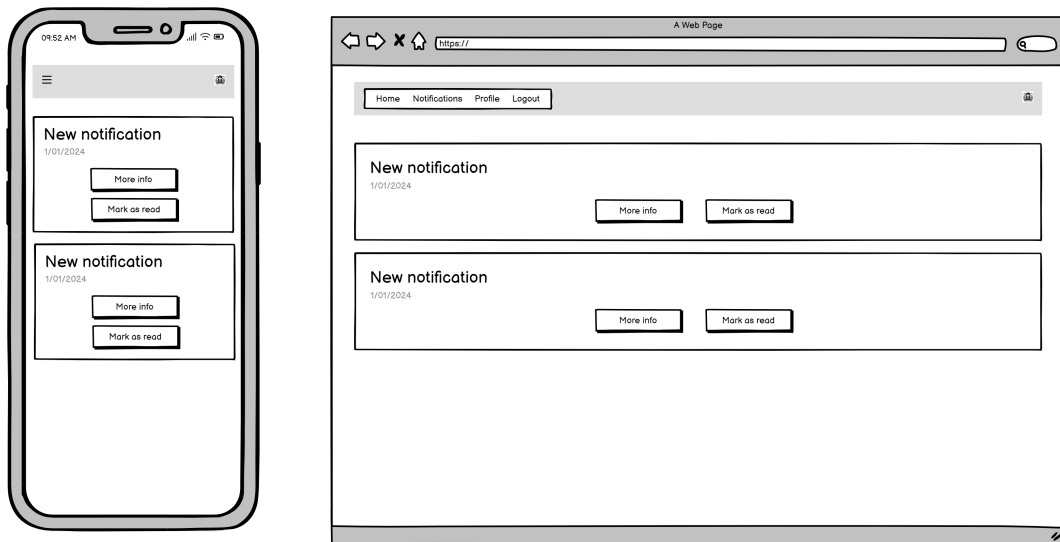 09:52 AM
New notification
1/01/2024
More info
Mark as read
New notification
1/01/2024
More info
Mark as read
A Web Page
https://
Home Notifications Profile Logout
New notification
1/01/2024
More info Mark as read
New notification
1/01/2024
More info Mark as read